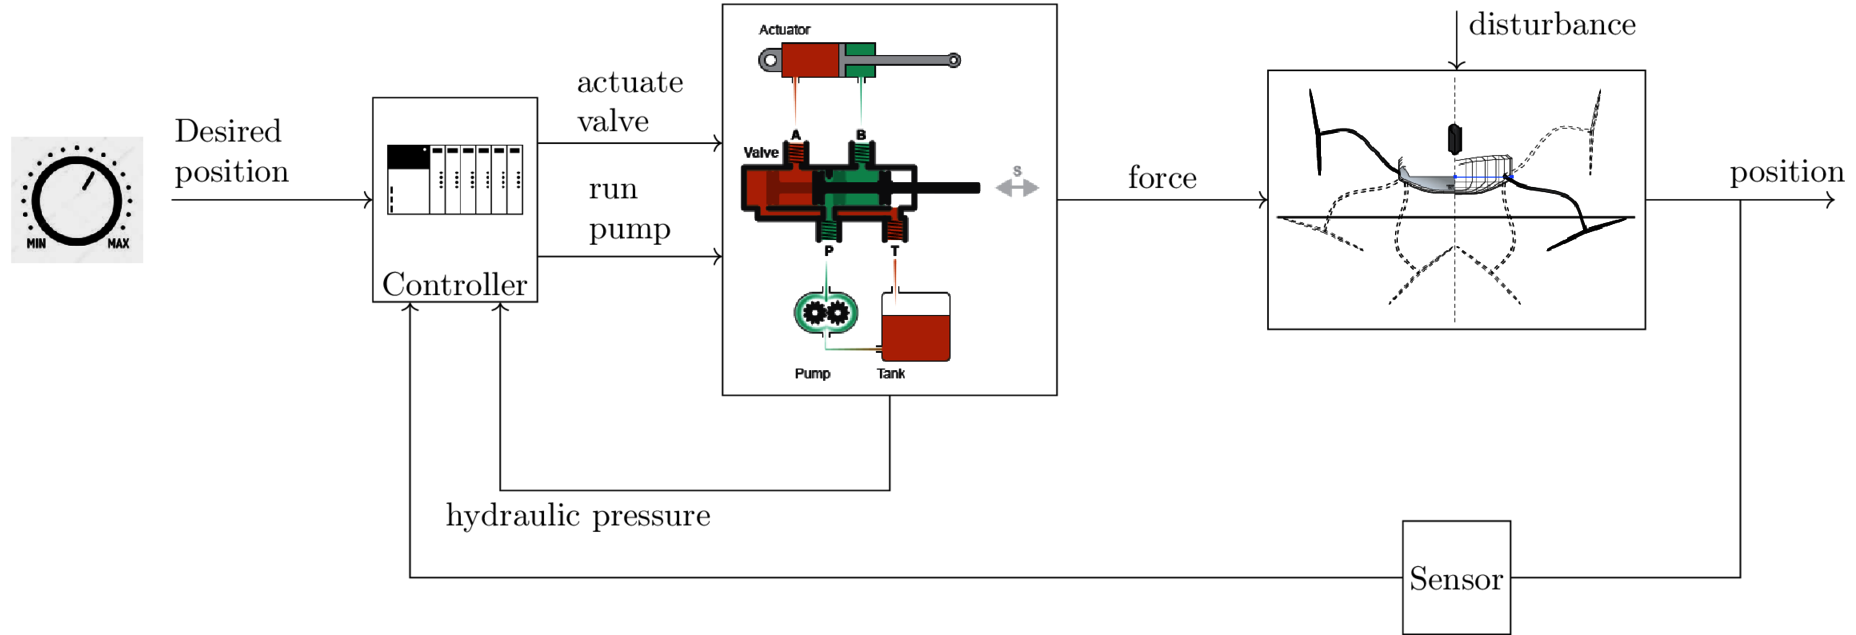 disturbance
Actuator
actuate
valve
Desired
position
A
B
Valve
S
run
pump
force
position
MIN
MAX
P
T
Controller
Pump
Tank
hydraulic pressure
Sensor